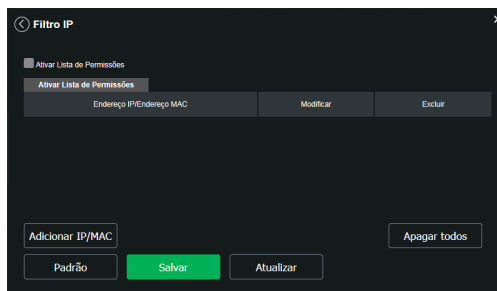 Filtro IP
Ativar Lista de Permissões
Ativar Lista de Permissões
Endereço IP/Endereço MAC Modificar Excluir
Adicionar IP/MAC Apagar todos
Padrão Salvar Atualizar